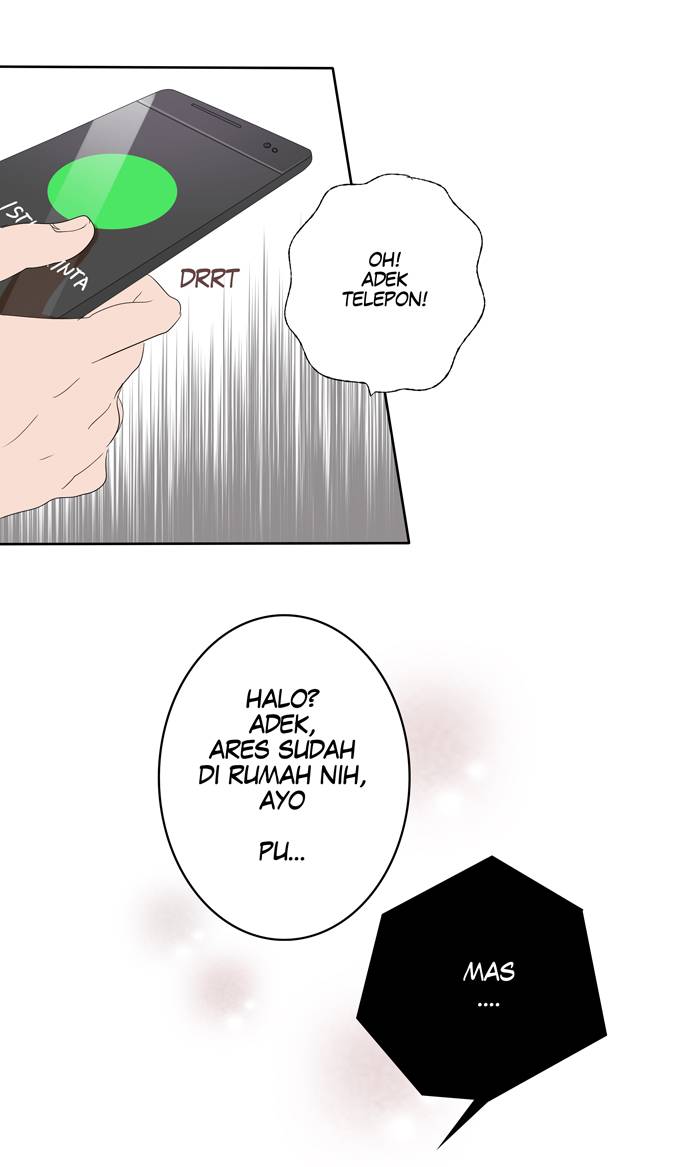 DRRT
OH!
ADEK
TELEPON!
HALO?
ADEK,
ARES SUDAH
DI RUMAH NIH,
AYO
PU...
MAS
....